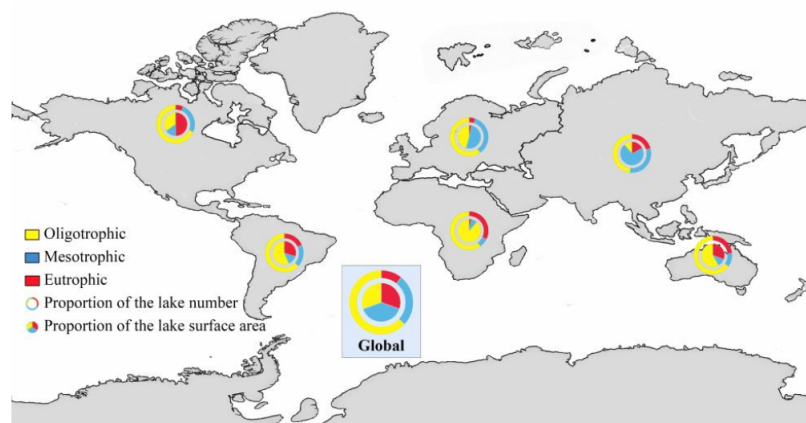 Oligotrophic
Mesotrophic
Eutrophic
Proportion of the lake number
Proportion of the lake surface area
Global